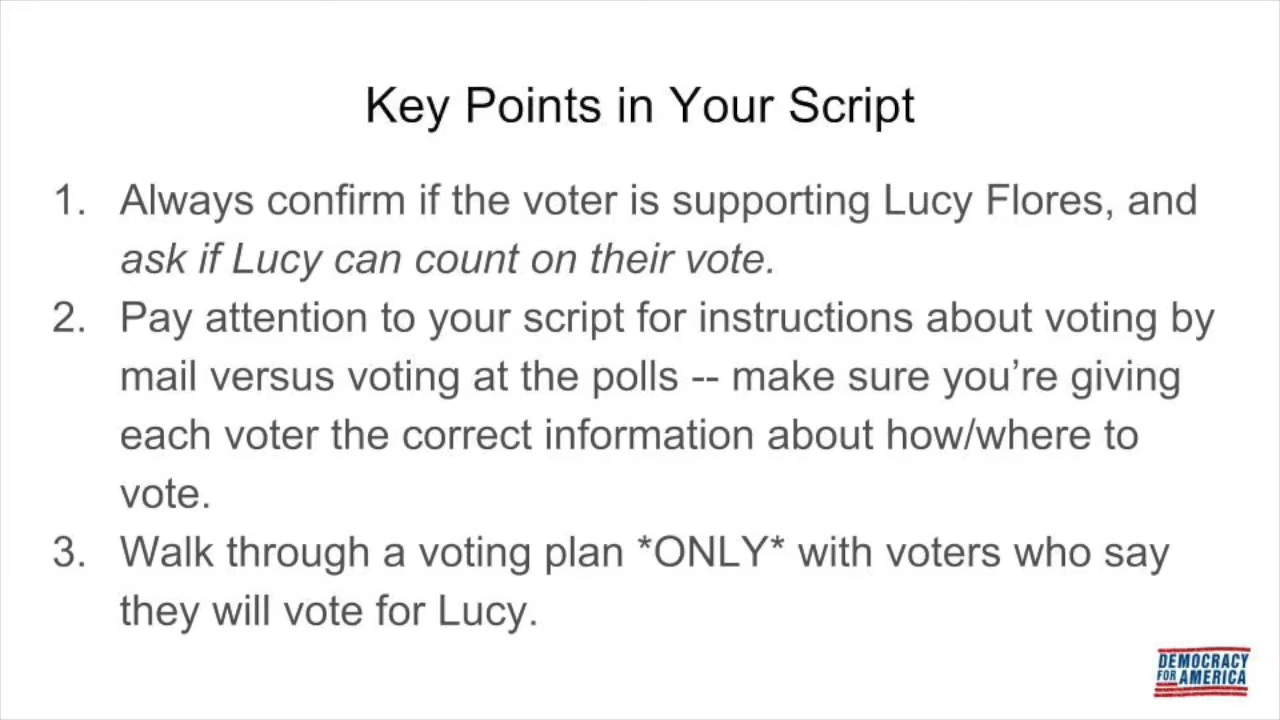 Key Points in Your Script
1. Always confirm if the voter is supporting Lucy Flores, and
ask if Lucy can count on their vote.
2. Pay attention to your script for instructions about voting by
mail versus voting at the polls -- make sure you’re giving
each voter the correct information about how/where to
vote.
3. Walk through a voting plan *ONLY* with voters who say
they will vote for Lucy.
DEMOCRACY
FOR AMERICA